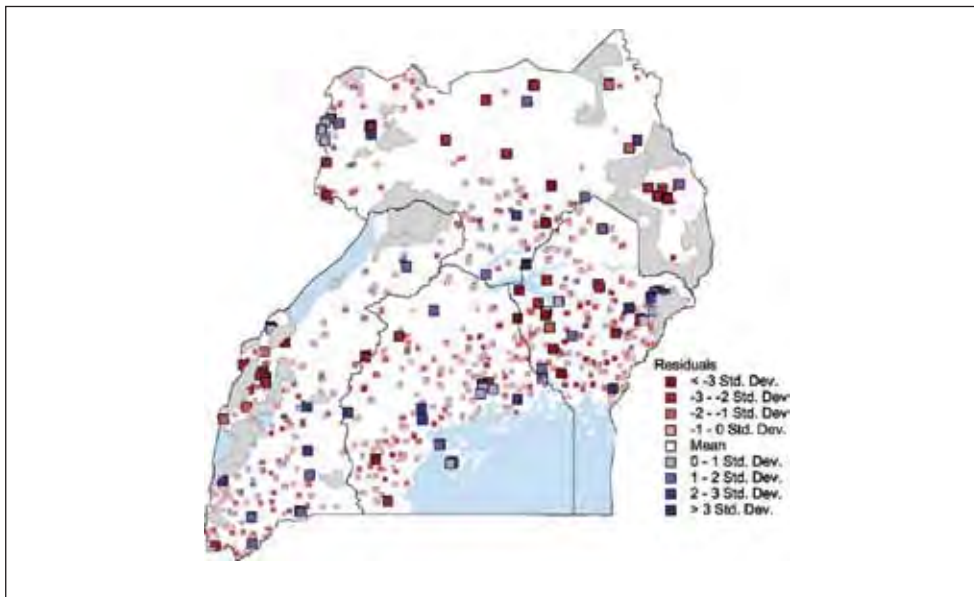 Residuals
< -3 Std. Dev.
-3 - -2 Std. Dev.
-2 - -1 Std. Dev.
-1 - 0 Std. Dev.
Mean
0 - 1 Std. Dev.
1 - 2 Std. Dev.
2 - 3 Std. Dev.
> 3 Std. Dev.